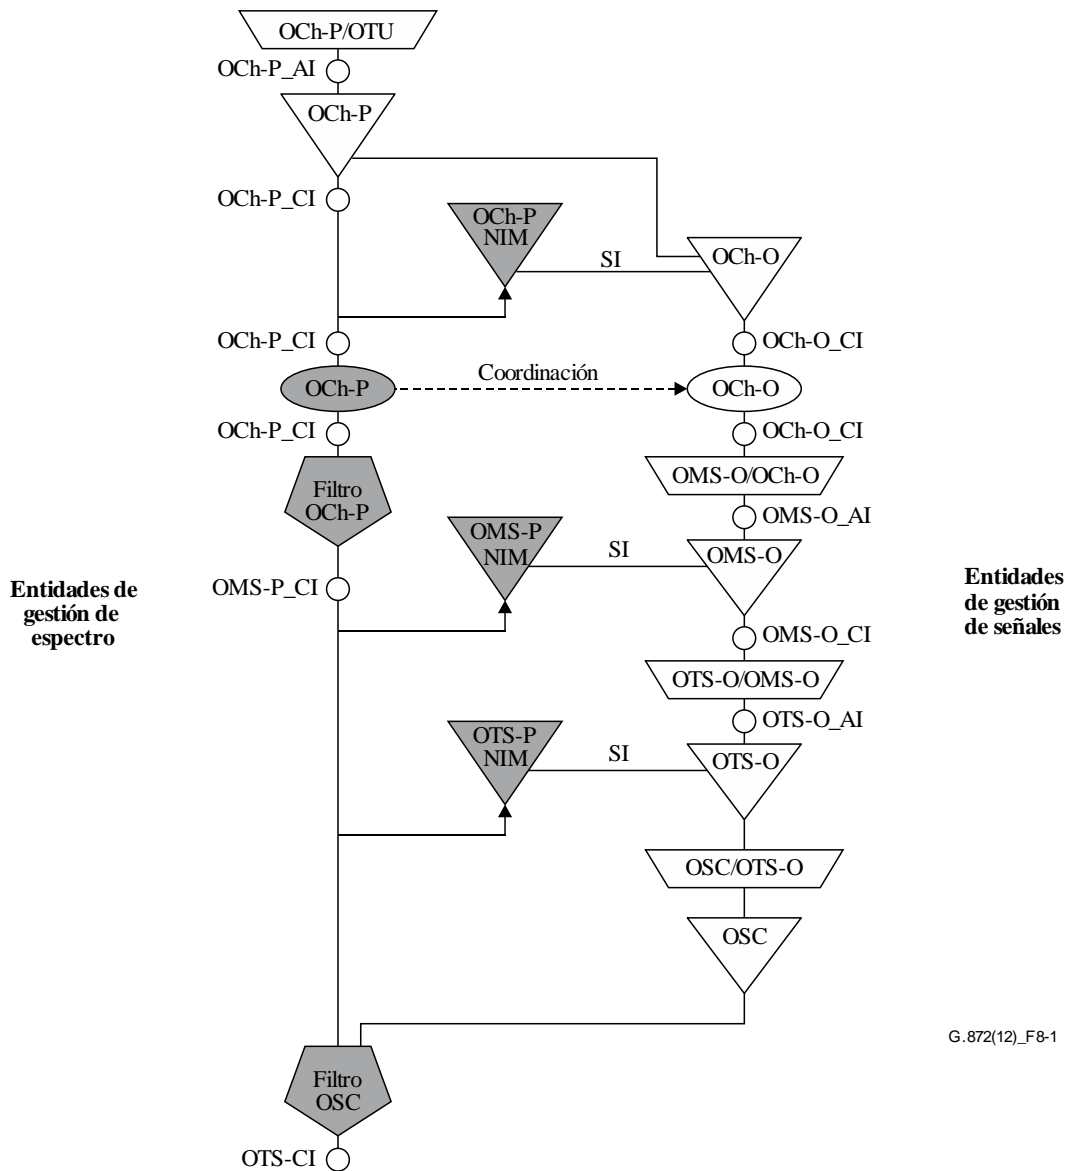 OCh-P/OTU
OCh-P_AI
OCh-P
OCh-P_CI
OCh-P
NIM
SI
OCh-O
OCh-P_CI
OCh-O_CI
OCh-P
Coordinación
OCh-O
OCh-P_CI
OCh-O_CI
Filtro
OCh-P
OMS-O/OCh-O
OMS-O_AI
OMS-P
NIM
SI
OMS-O
Entidades de
gestión de
espectro
OMS-P_CI
Entidades
de gestión
de señales
OMS-O_CI
OTS-O/OMS-O
OTS-O_AI
OTS-P
NIM
SI
OTS-O
OSC/OTS-O
OSC
G.872(12)_F8-1
Filtro
OSC
OTS-CI